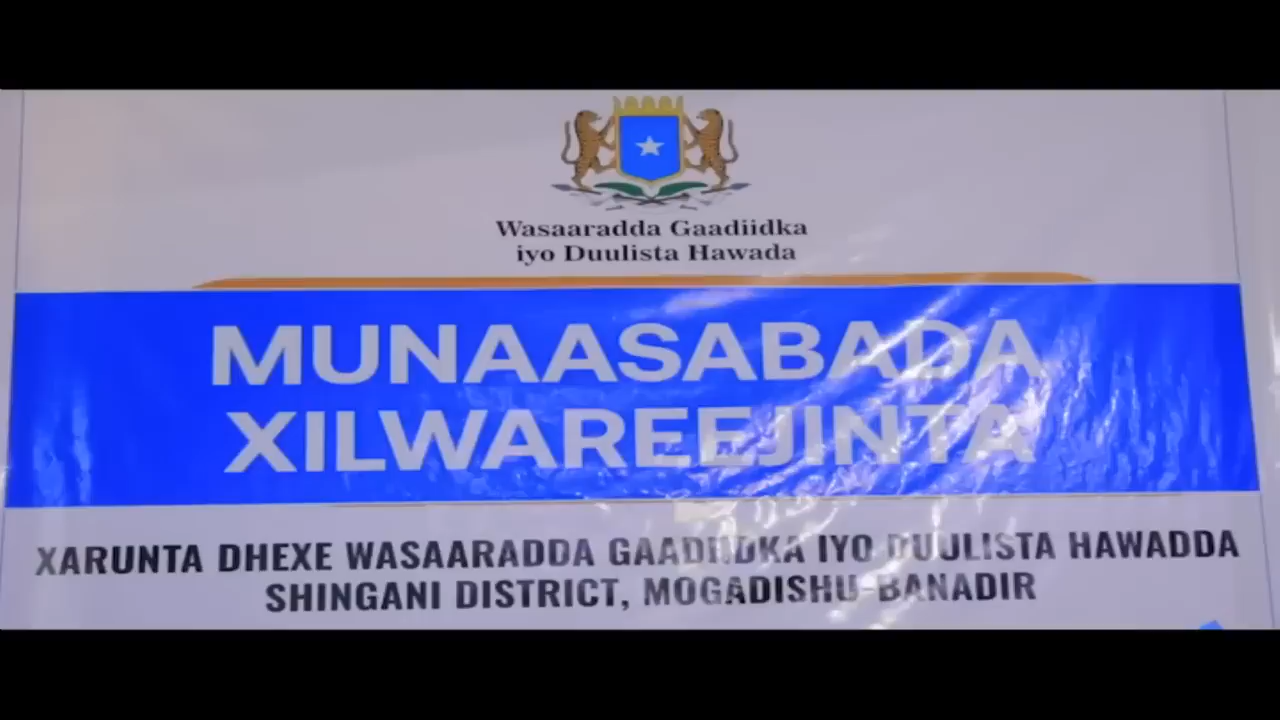 Wasaaradda Gaadiidka
iyo Duulista Hawada
MUNAASABADA
XILWAREEJINTA
XARUNTA DHEXE WASAARADDA GAADIIDKA IYO DUULISTA HAWADDA
SHINGANI DISTRICT, MOGADISHU-BANADIR